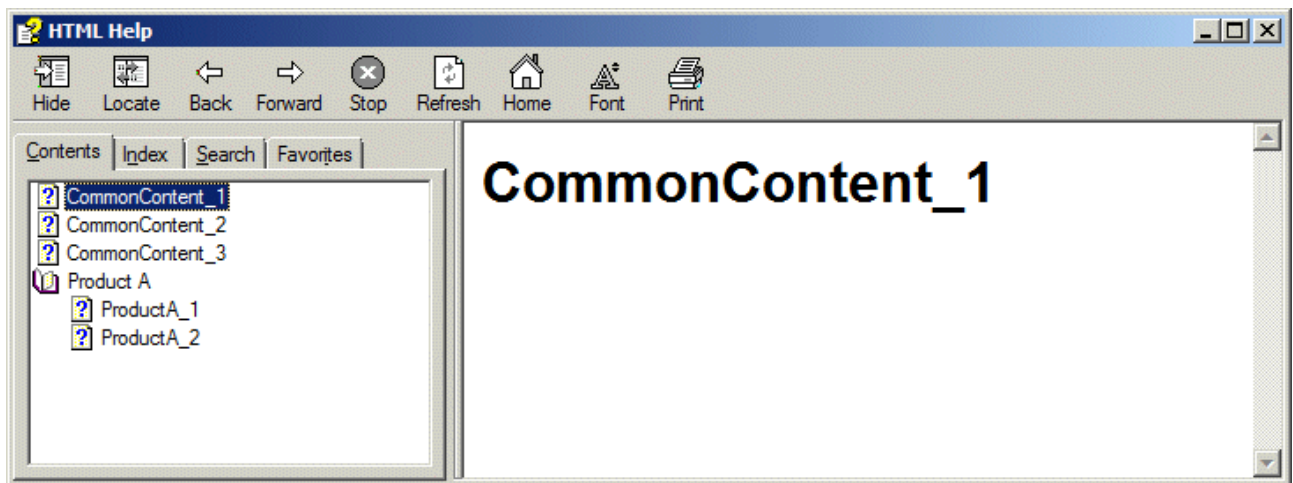 HTML Help
Hide Locate Back Forward Stop Refresh Home Font Print
Contents Index Search Favorites
CommonContent_1
CommonContent_2
CommonContent_3
Product A
ProductA_1
ProductA_2
CommonContent_1